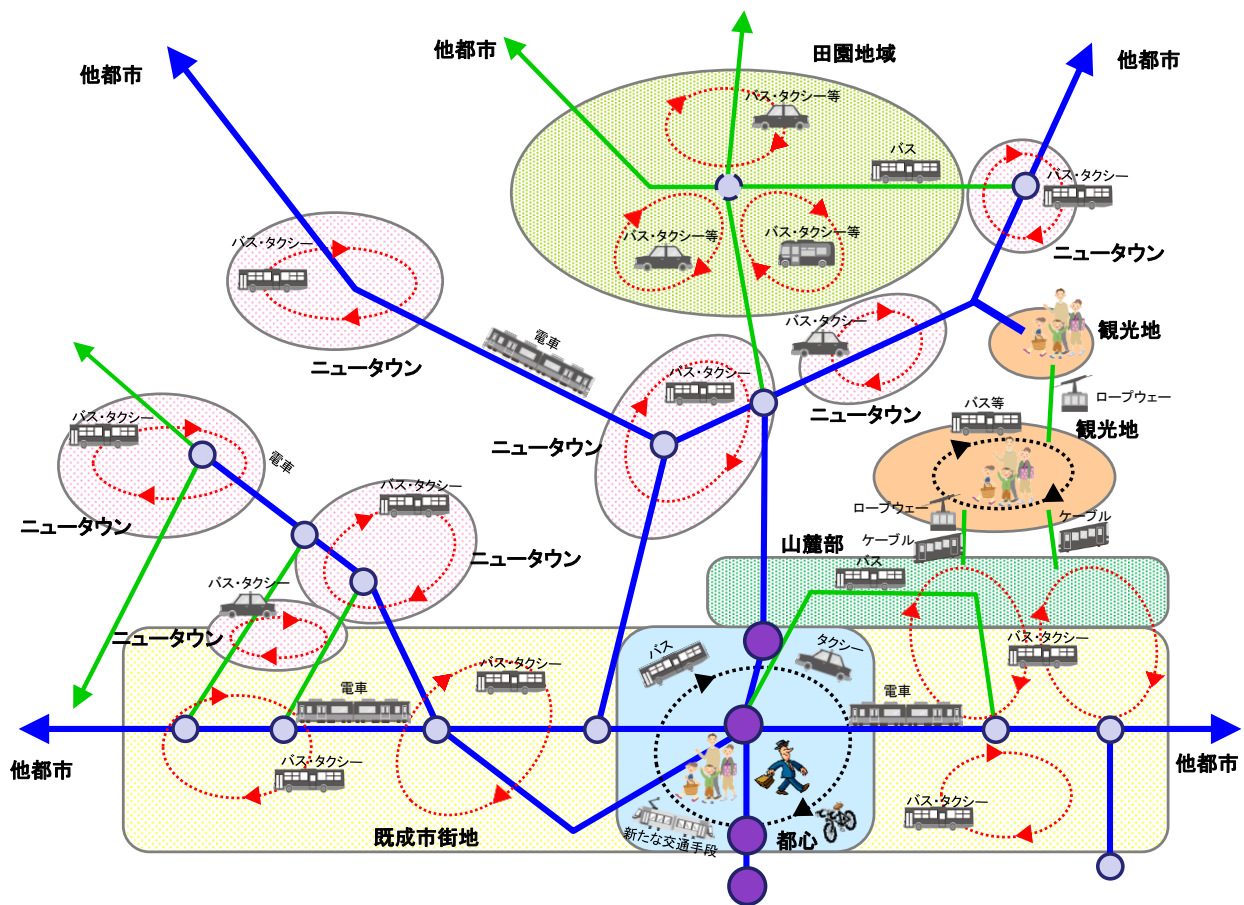 他都市
他都市
田園地域
他都市
バス・タクシー等
バス
バス・タクシー
バス・タクシー
バス・タクシー等
バス・タクシー等
ニュータウン
電車
バス・タクシー
観光地
ニュータウン
バス・タクシー
ロープウェー
バス・タクシー
ニュータウン
バス等
観光地
ニュータウン
電車
バス・タクシー
ロープウェー
ケーブル
ニュータウン
ケーブル
山麓部
ニュータウン
バス
バス・タクシー
ニュータウン
バス
タクシー
バス・タクシー
バス・タクシー
電車
電車
他都市
バス・タクシー
他都市
バス・タクシー
既成市街地
新たな交通手段
都心